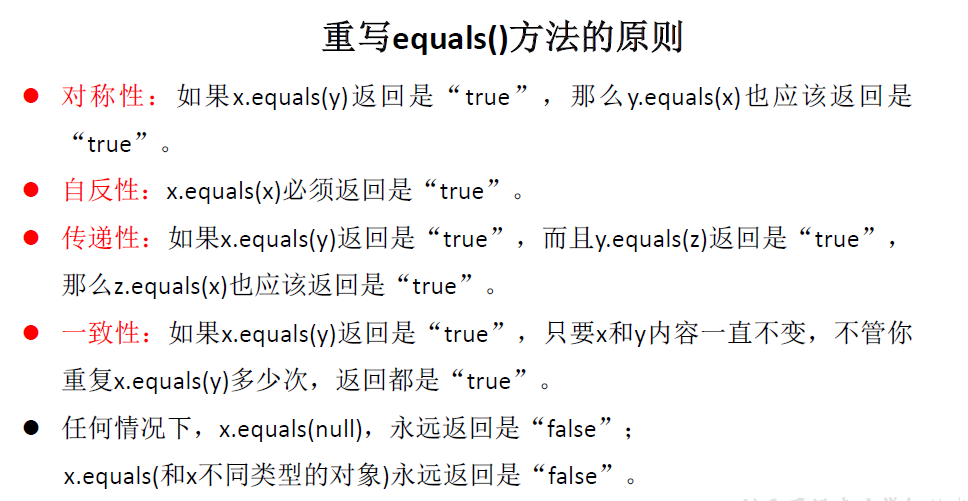 重写equals()方法的原则
对称性：如果x.equals(y)返回是“true”，那么y.equals(x)也应该返回是
“true”。
自反性：x.equals(x)必须返回是“true”。
传递性：如果x.equals(y)返回是“true”，而且y.equals(z)返回是“true”，
那么z.equals(x)也应该返回是“true”。
一致性：如果x.equals(y)返回是“true”，只要x和y内容一直不变，不管你
重复x.equals(y)多少次，返回都是“true”。
任何情况下，x.equals(null)，永远返回是“false”；
x.equals(和x不同类型的对象)永远返回是“false”。